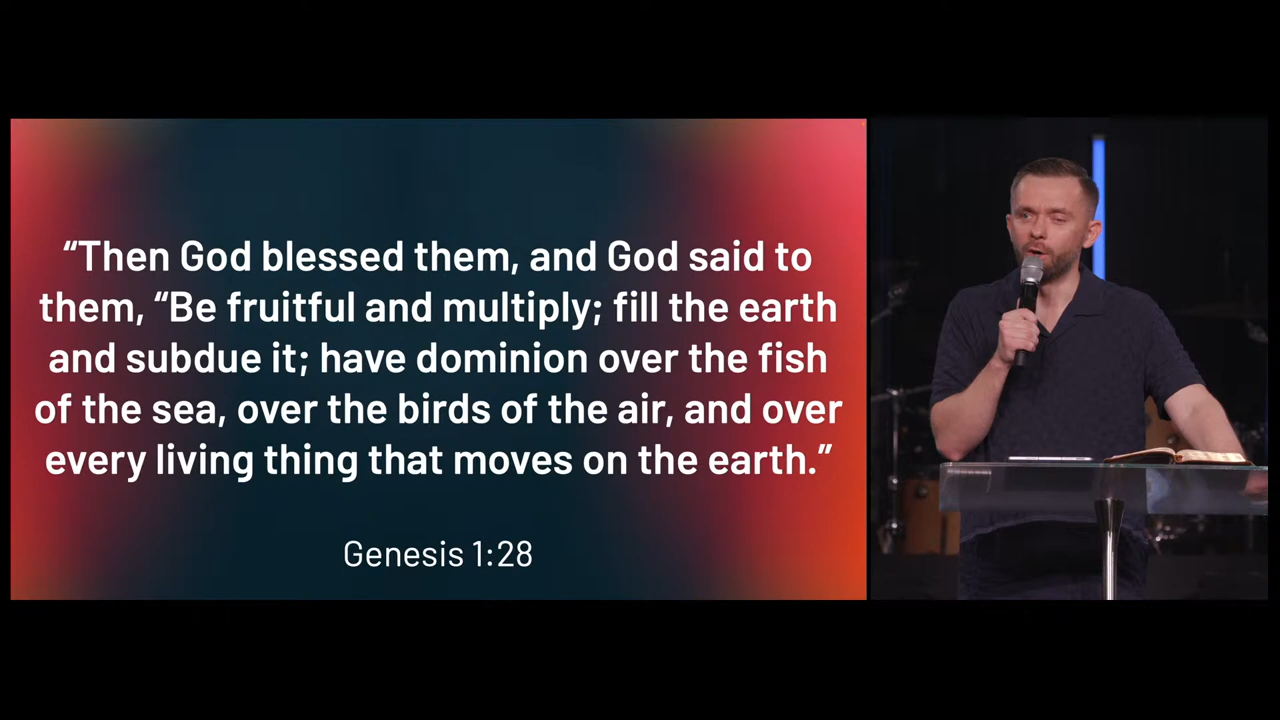 “Then God blessed them, and God said to
them, “Be fruitful and multiply; fill the earth
and subdue it; have dominion over the fish
of the sea, over the birds of the air, and over
every living thing that moves on the earth.”
Genesis 1:28